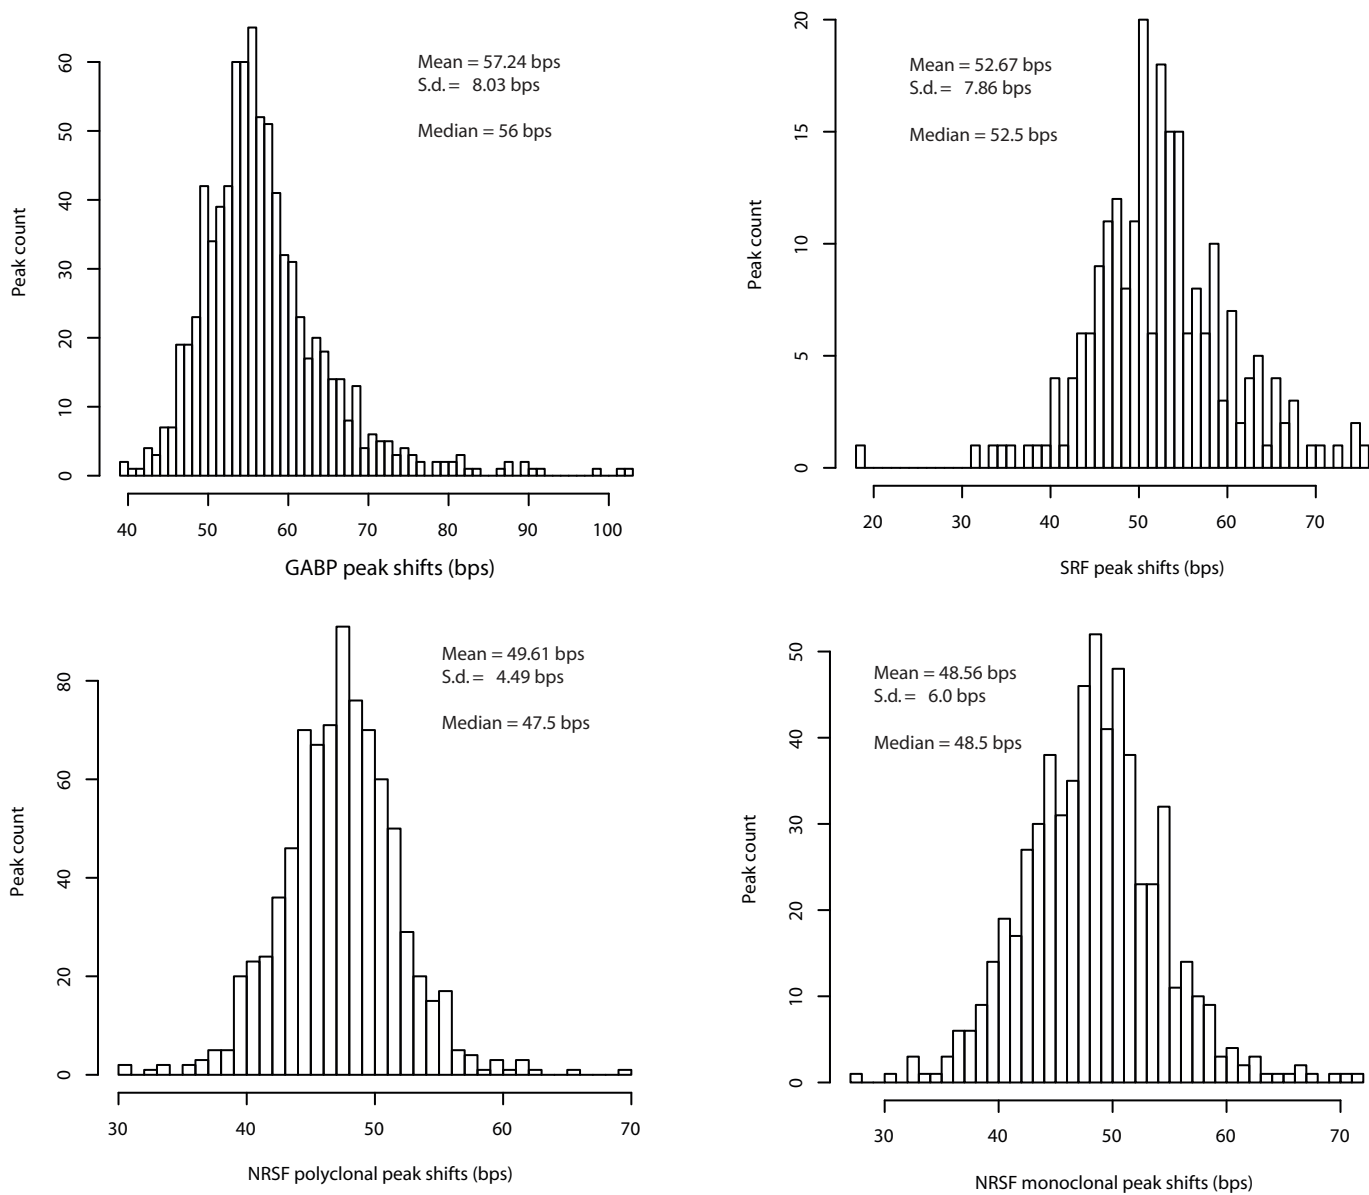 Mean = 57.24 bps
S.d. = 8.03 bps
Median = 56 bps
Peak count
0
10
20
30
40
50
60
40 50 60 70 80 90 100
GABP peak shifts (bps)
Mean = 52.67 bps
S.d. = 7.86 bps
Median = 52.5 bps
Peak count
0
5
10
15
20
20 30 40 50 60 70
SRF peak shifts (bps)
Mean = 49.61 bps
S.d. = 4.49 bps
Median = 47.5 bps
Peak count
0
20
40
60
80
30 40 50 60 70
NRSF polyclonal peak shifts (bps)
Mean = 48.56 bps
S.d. = 6.0 bps
Median = 48.5 bps
Peak count
0
10
20
30
40
50
30 40 50 60 70
NRSF monoclonal peak shifts (bps)